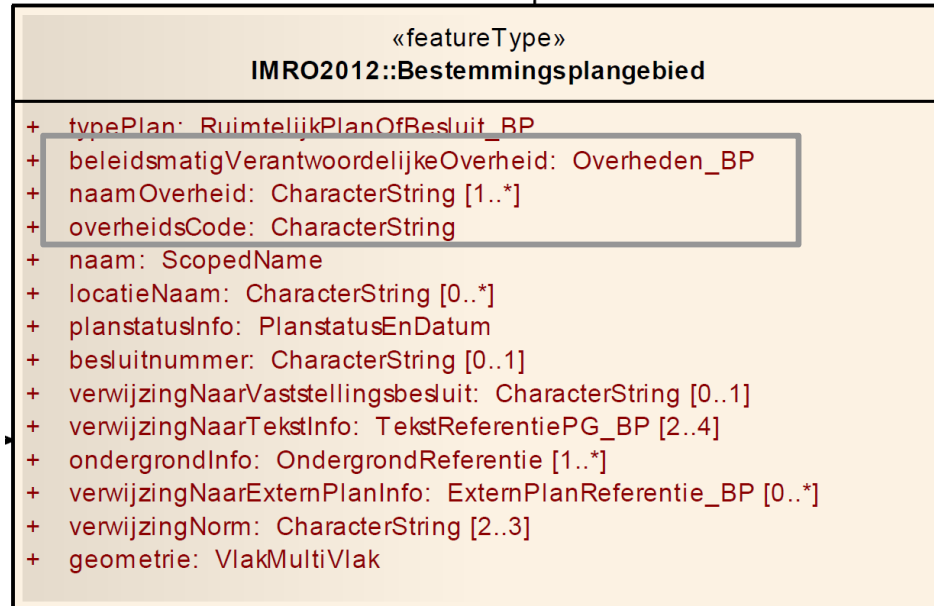 «featureType»
IMRO2012::Bestemmingsplangebied
+ typePlan: RuimtelijkPlanOfBesluit_BP
+ beleidsmatigVerantwoordelijkeOverheid: Overheden_BP
+ naamOverheid: CharacterString [1..*]
+ overheidsCode: CharacterString
+ naam: ScopedName
+ locatieNaam: CharacterString [0..*]
+ planstatusInfo: PlanstatusEnDatum
+ besluitnummer: CharacterString [0..1]
+ verwijzingNaarVaststellingsbesluit: CharacterString [0..1]
+ verwijzingNaarTekstInfo: TekstReferentiePG_BP [2..4]
+ ondergrondInfo: OndergrondReferentie [1..*]
+ verwijzingNaarExternPlanInfo: ExternPlanReferentie_BP [0..*]
+ verwijzingNorm: CharacterString [2..3]
+ geometrie: VlakMultiVlak